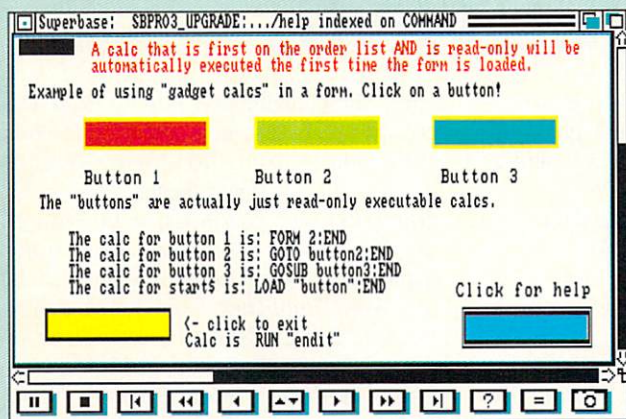 Superbase: SBPRO3_UPGRADE:.../help indexed on COMMAND
A calc that is first on the order list AND is read-only will be
automatically executed the first time the form is loaded.
Example of using "gadget calcs" in a form. Click on a button!
Button 1 Button 2 Button 3
The "buttons" are actually just read-only executable calcs.
The calc for button 1 is: FORM 2:END
The calc for button 2 is: GOTO button2:END
The calc for button 3 is: GOSUB button3:END
The calc for start$ is: LOAD "button":END
Click for help
<- click to exit
Calc is RUN "endit"
? =